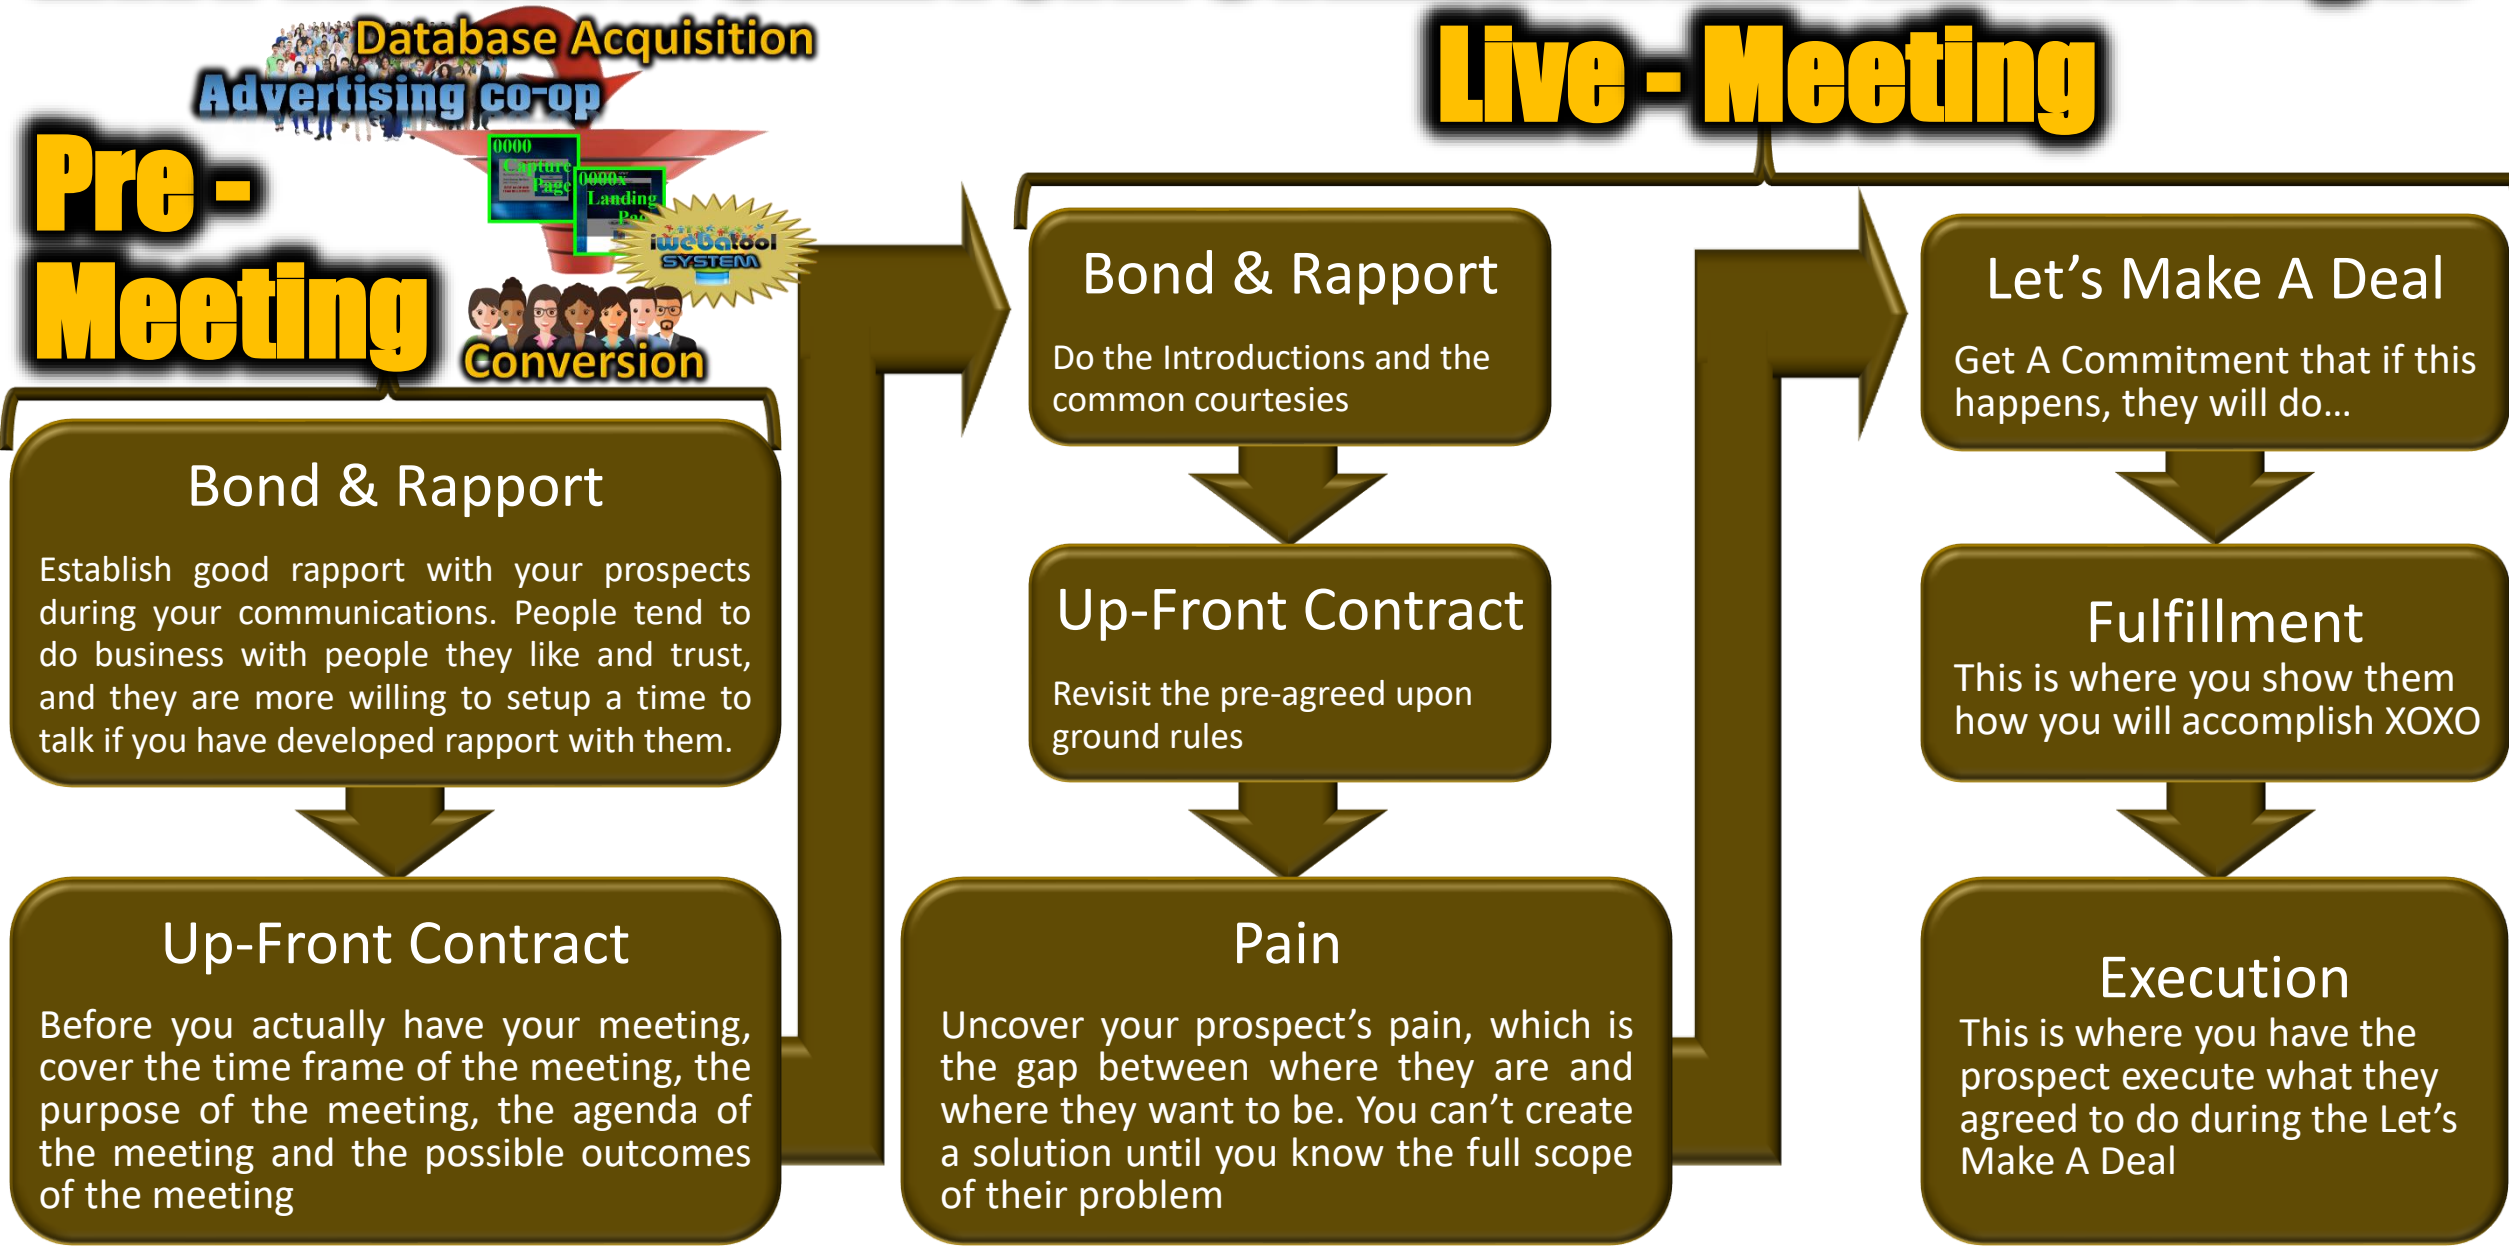 Database Acquisition
Advertising co-op
Live - Meeting
Pre -
Meeting
0000
Capture
Page
0000x
Landing
iwebatool
SYSTEM
Conversion
Bond & Rapport
Establish good rapport with your prospects
during your communications. People tend to
do business with people they like and trust,
and they are more willing to setup a time to
talk if you have developed rapport with them.
Up-Front Contract
Before you actually have your meeting,
cover the time frame of the meeting, the
purpose of the meeting, the agenda of
the meeting and the possible outcomes
of the meeting
Bond & Rapport
Do the Introductions and the
common courtesies
Up-Front Contract
Revisit the pre-agreed upon
ground rules
Pain
Uncover your prospect’s pain, which is
the gap between where they are and
where they want to be. You can’t create
a solution until you know the full scope
of their problem
Let’s Make A Deal
Get A Commitment that if this
happens, they will do…
Fulfillment
This is where you show them
how you will accomplish XOXO
Execution
This is where you have the
prospect execute what they
agreed to do during the Let’s
Make A Deal